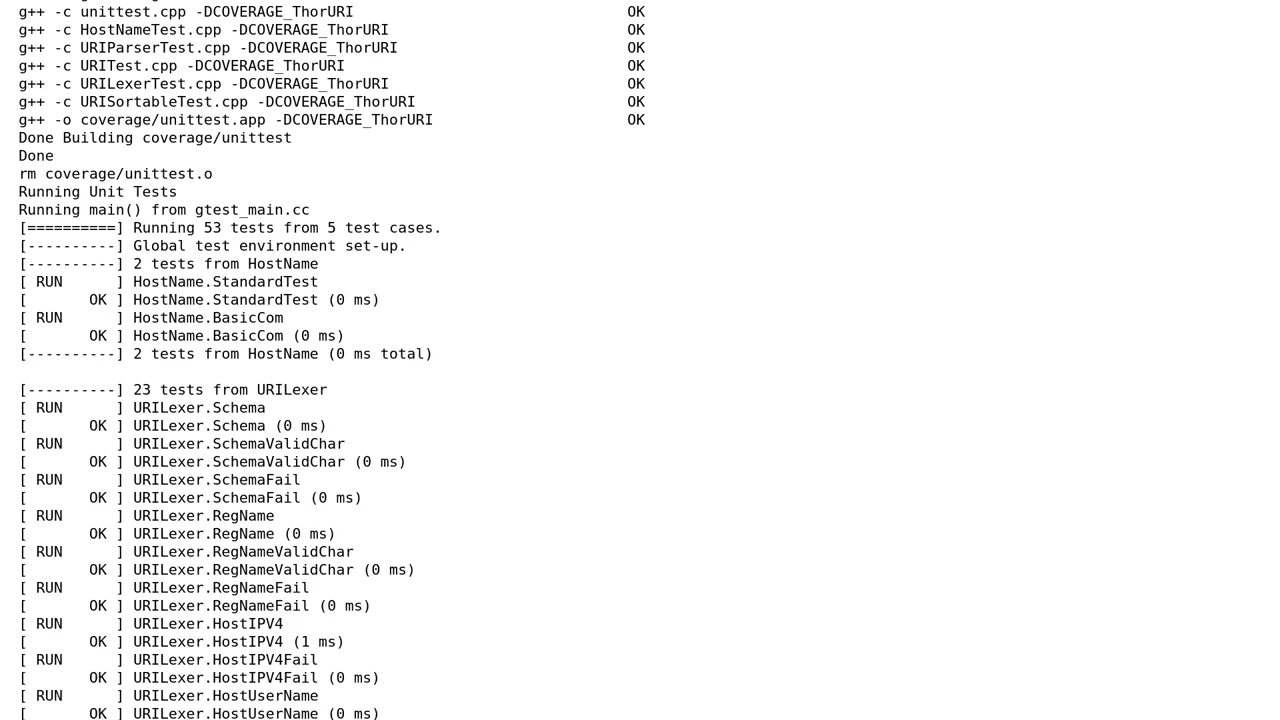 g++ -c unittest.cpp -DCOVERAGE_ThorURI                               OK
g++ -c HostNameTest.cpp -DCOVERAGE_ThorURI                           OK
g++ -c URIParserTest.cpp -DCOVERAGE_ThorURI                          OK
g++ -c URITest.cpp -DCOVERAGE_ThorURI                                OK
g++ -c URILexerTest.cpp -DCOVERAGE_ThorURI                           OK
g++ -c URISortableTest.cpp -DCOVERAGE_ThorURI                        OK
g++ -o coverage/unittest.app -DCOVERAGE_ThorURI                      OK
Done Building coverage/unittest
Done
rm coverage/unittest.o
Running Unit Tests
Running main() from gtest_main.cc
[==========] Running 53 tests from 5 test cases.
[----------] Global test environment set-up.
[----------] 2 tests from HostName
[ RUN      ] HostName.StandardTest
[       OK ] HostName.StandardTest (0 ms)
[ RUN      ] HostName.BasicCom
[       OK ] HostName.BasicCom (0 ms)
[----------] 2 tests from HostName (0 ms total)

[----------] 23 tests from URILexer
[ RUN      ] URILexer.Schema
[       OK ] URILexer.Schema (0 ms)
[ RUN      ] URILexer.SchemaValidChar
[       OK ] URILexer.SchemaValidChar (0 ms)
[ RUN      ] URILexer.SchemaFail
[       OK ] URILexer.SchemaFail (0 ms)
[ RUN      ] URILexer.RegName
[       OK ] URILexer.RegName (0 ms)
[ RUN      ] URILexer.RegNameValidChar
[       OK ] URILexer.RegNameValidChar (0 ms)
[ RUN      ] URILexer.RegNameFail
[       OK ] URILexer.RegNameFail (0 ms)
[ RUN      ] URILexer.HostIPV4
[       OK ] URILexer.HostIPV4 (1 ms)
[ RUN      ] URILexer.HostIPV4Fail
[       OK ] URILexer.HostIPV4Fail (0 ms)
[ RUN      ] URILexer.HostUserName
[       OK ] URILexer.HostUserName (0 ms)